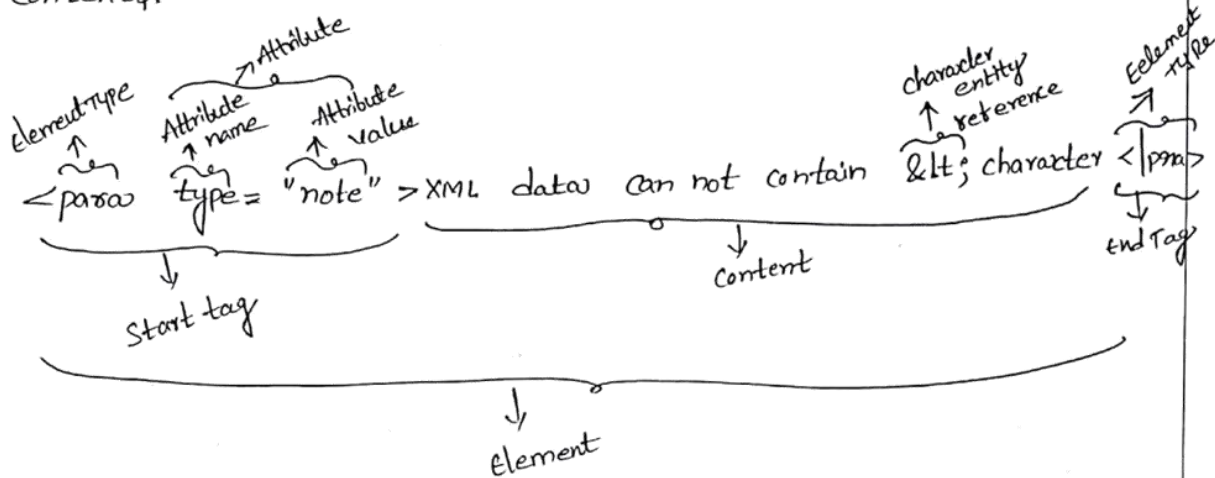 Attribute
Element type
Attribute name
Attribute value
character entity reference
Eelement type
<para type= "note" > XML data can not contain &lt; character </para>
Start tag
Content
End Tag
Element